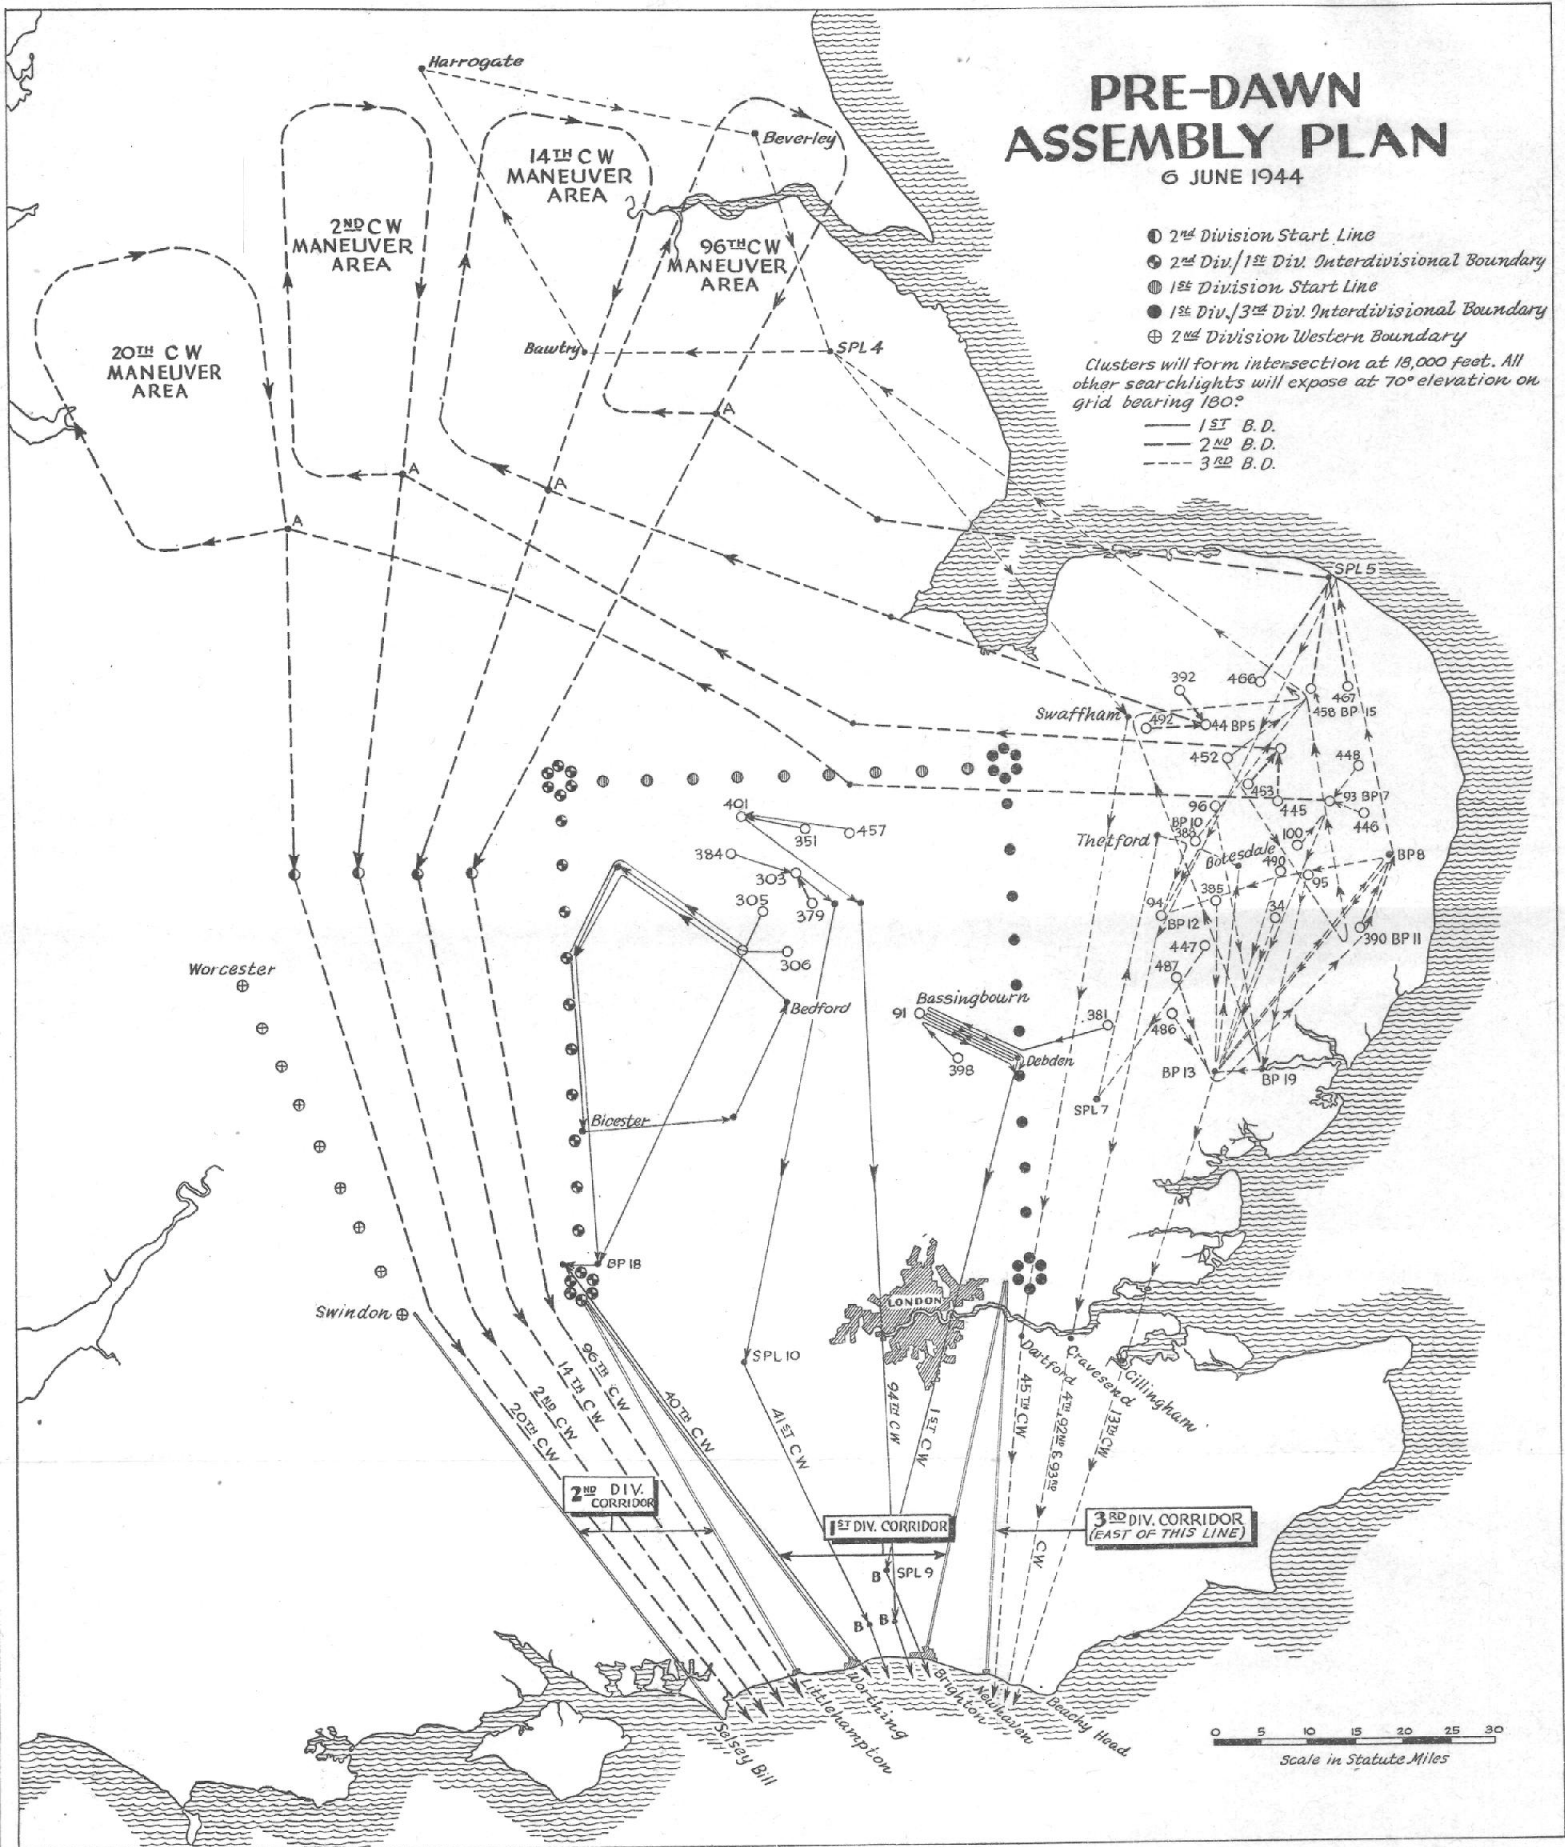 PRE-DAWN
ASSEMBLY PLAN
6 JUNE 1944
2nd Division Start Line
2nd Div./1st Div. Interdivisional Boundary
1st Division Start Line
1st Div./3rd Div. Interdivisional Boundary
2nd Division Western Boundary
Clusters will form intersection at 18,000 feet. All
other searchlights will expose at 70° elevation on
grid bearing 180°
1ST B.D.
2ND B.D.
3RD B.D.
Harrogate
Beverley
14TH CW
MANEUVER
AREA
2ND CW
MANEUVER
AREA
96TH CW
MANEUVER
AREA
20TH CW
MANEUVER
AREA
Bawtry
SPL 4
A
A
A
A
SPL 5
392
466
467
458 BP 15
Swaffham
492
44 BP5
452
448
453
93 BP7
445
446
401
351
457
96
BP10
388
Thetford
100
Botesdale
490
BP8
95
384
303
305
379
385
34
94
BP12
390 BP 11
447
306
487
Worcester
Bedford
Bassingbourn
91
381
486
398
Debden
BP 13
BP 19
SPL 7
Bicester
BP 18
LONDON
Swindon
SPL 10
Dartford
Gravesend
Gillingham
96TH CW
14TH CW
2ND CW
20TH CW
40TH CW
41ST CW
94TH CW
1ST CW
45TH CW
4TH, 92ND & 93RD
CW
13TH CW
2ND DIV.
CORRIDOR
1ST DIV. CORRIDOR
3RD DIV. CORRIDOR
(EAST OF THIS LINE)
B
SPL 9
B
B
Selsey Bill
Littlehampton
Worthing
Brighton
Newhaven
Beachy Head
0 5 10 15 20 25 30
Scale in Statute Miles